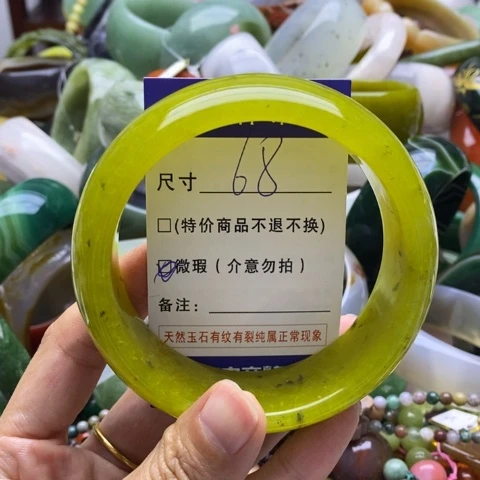 尺寸 68
□(特价商品不退不换)
☑微瑕(介意勿拍)
备注:
天然玉石有纹有裂纯属正常现象